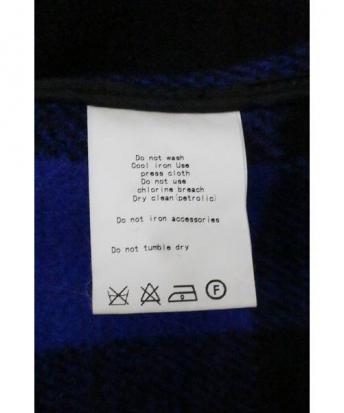 Do not wash
Cool iron Use
press cloth
Do not use
chlorine breach
Dry clean(petrolic)
Do not iron accessories
Do not tumble dry
F